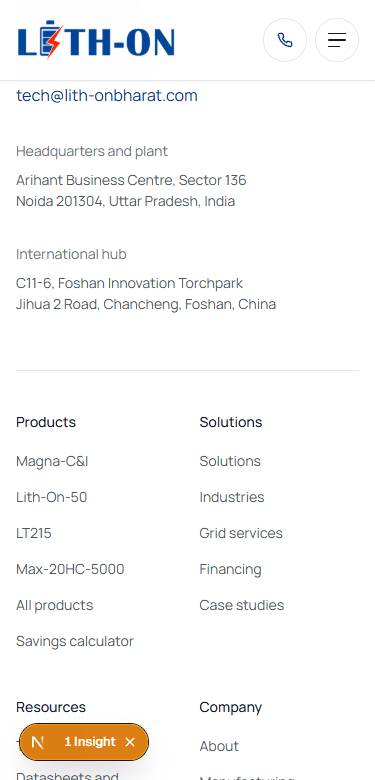 LITH-ON
tech@lith-onbharat.com
Headquarters and plant
Arihant Business Centre, Sector 136
Noida 201304, Uttar Pradesh, India
International hub
C11-6, Foshan Innovation Torchpark
Jihua 2 Road, Chancheng, Foshan, China
Products
Magna-C&I
Lith-On-50
LT215
Max-20HC-5000
All products
Savings calculator
Solutions
Solutions
Industries
Grid services
Financing
Case studies
Resources
N 1 Insight
Datasheets and
Company
About
Manufacturing